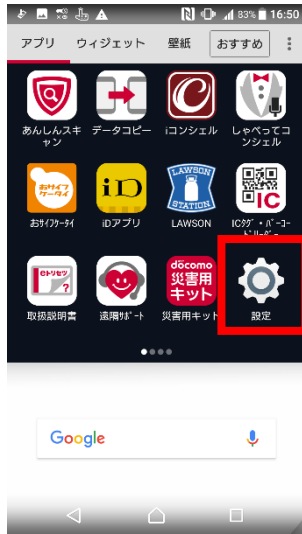 83% 16:50
アプリ ウィジェット 壁紙 おすすめ
あんしんスキャン
データコピー
iコンシェル
しゃべってコンシェル
おサイフケータイ
iD
LAWSON STATION
IC
おサイフケータイ
iDアプリ
LAWSON
ICタグ・バーコードリーダー
eトリセツ
?
docomo
災害用
キット
取扱説明書
遠隔サポート
災害用キット
設定
Google